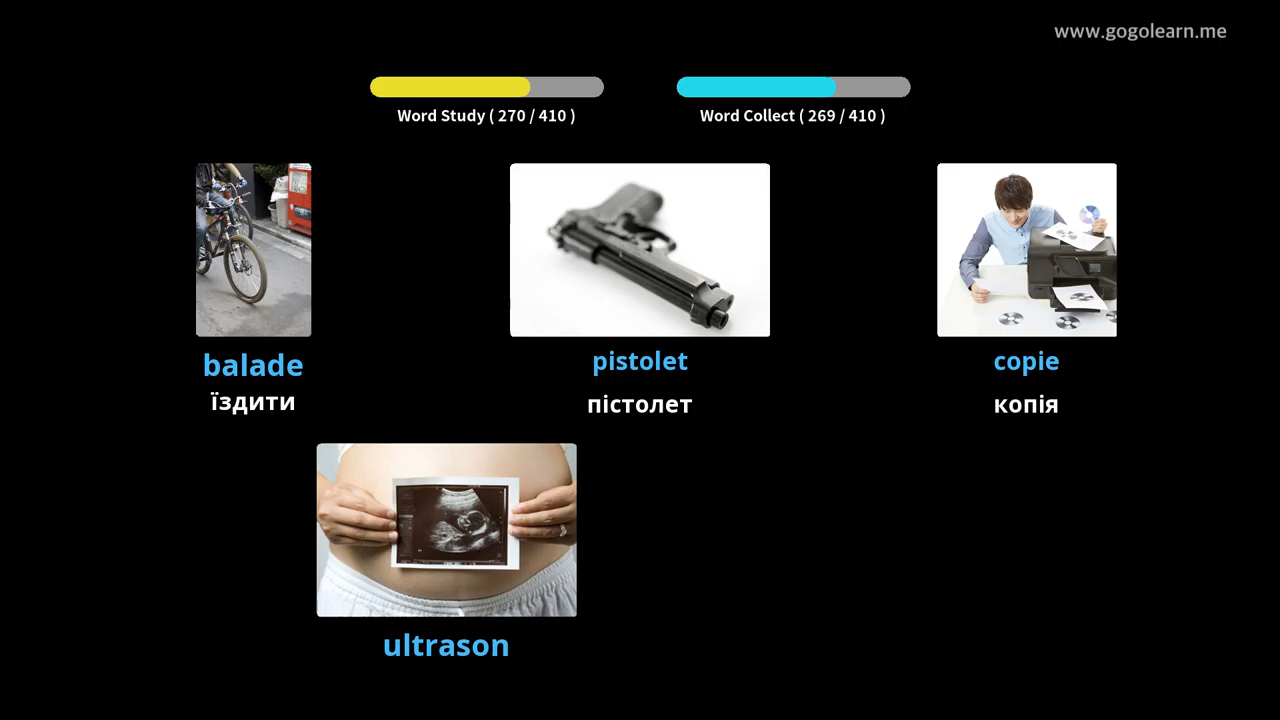 www.gogolearn.me
Word Study ( 270 / 410 )
Word Collect ( 269 / 410 )
balade
їздити
pistolet
пістолет
copie
копія
ultrason